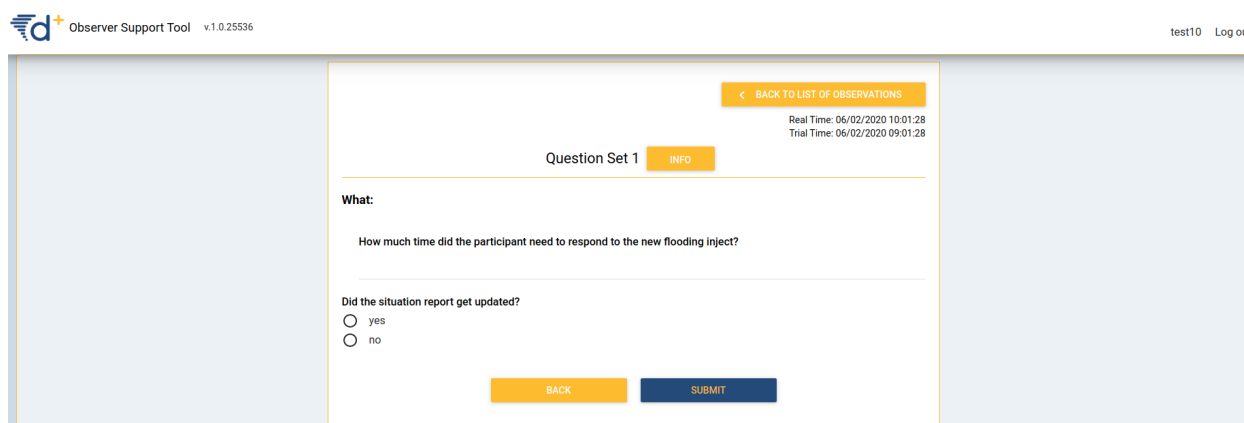 d+ Observer Support Tool v.1.0.25536
test10 Log ou
< BACK TO LIST OF OBSERVATIONS
Real Time: 06/02/2020 10:01:28
Trial Time: 06/02/2020 09:01:28
Question Set 1 INFO
What:
How much time did the participant need to respond to the new flooding inject?
Did the situation report get updated?
yes
no
BACK SUBMIT